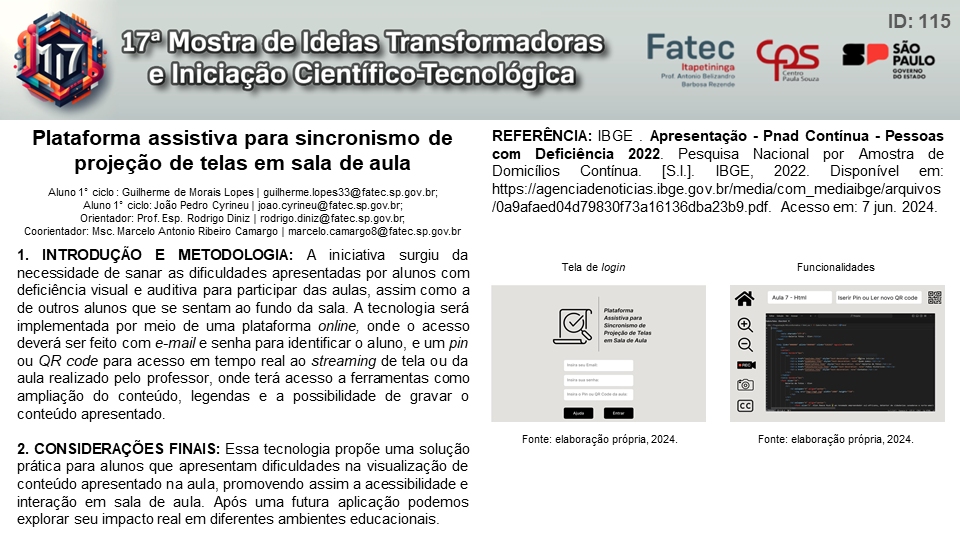 ID: 115
M17
17ª Mostra de Ideias Transformadoras
e Iniciação Científico-Tecnológica
Fatec
Itapetininga
Prof. Antonio Belizandro
Barbosa Rezende
CPS
Centro
Paula Souza
SP
SÃO PAULO
GOVERNO
DO ESTADO
Plataforma assistiva para sincronismo de
projeção de telas em sala de aula
Aluno 1° ciclo : Guilherme de Morais Lopes | guilherme.lopes33@fatec.sp.gov.br;
Aluno 1° ciclo: João Pedro Cyrineu | joao.cyrineu@fatec.sp.gov.br;
Orientador: Prof. Esp. Rodrigo Diniz | rodrigo.diniz@fatec.sp.gov.br;
Coorientador: Msc. Marcelo Antonio Ribeiro Camargo | marcelo.camargo8@fatec.sp.gov.br
1. INTRODUÇÃO E METODOLOGIA: A iniciativa surgiu da
necessidade de sanar as dificuldades apresentadas por alunos com
deficiência visual e auditiva para participar das aulas, assim como a
de outros alunos que se sentam ao fundo da sala. A tecnologia será
implementada por meio de uma plataforma online, onde o acesso
deverá ser feito com e-mail e senha para identificar o aluno, e um pin
ou QR code para acesso em tempo real ao streaming de tela ou da
aula realizado pelo professor, onde terá acesso a ferramentas como
ampliação do conteúdo, legendas e a possibilidade de gravar o
conteúdo apresentado.
2. CONSIDERAÇÕES FINAIS: Essa tecnologia propõe uma solução
prática para alunos que apresentam dificuldades na visualização de
conteúdo apresentado na aula, promovendo assim a acessibilidade e
interação em sala de aula. Após uma futura aplicação podemos
explorar seu impacto real em diferentes ambientes educacionais.
REFERÊNCIA: IBGE . Apresentação - Pnad Contínua - Pessoas
com Deficiência 2022. Pesquisa Nacional por Amostra de
Domicílios Contínua. [S.I.]. IBGE, 2022. Disponível em:
https://agenciadenoticias.ibge.gov.br/media/com_mediaibge/arquivos
/0a9afaed04d79830f73a16136dba23b9.pdf. Acesso em: 7 jun. 2024.
Tela de login
Plataforma
Assistiva para
Sincronismo de
Projeção de Telas
em Sala de Aula
Insira seu Email:
Insira sua senha:
Insira o Pin ou QR Code da aula
Ajuda
Entrar
Fonte: elaboração própria, 2024.
Funcionalidades
Aula 7 - Html
Iserir Pin ou Ler novo QR code
REC
CC
Fonte: elaboração própria, 2024.